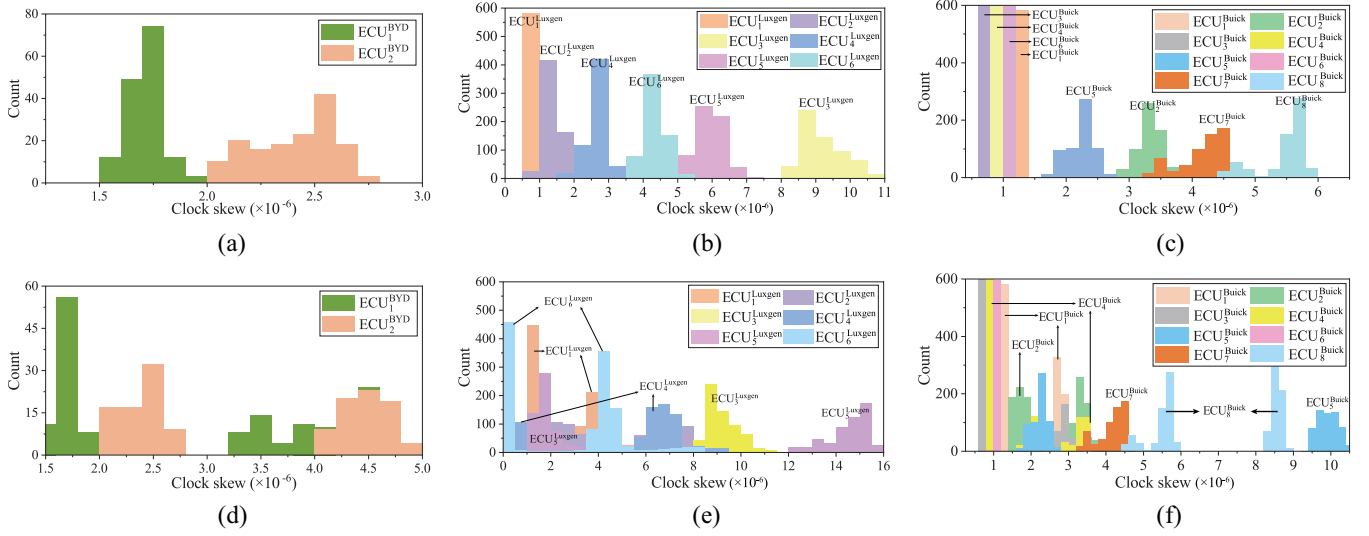 80
60
40
20
0
Count
1.5
2.0
2.5
3.0
Clock skew (×10⁻⁶)
ECU₁ᴮʸᴰ
ECU₂ᴮʸᴰ
(a)
600
500
400
300
200
100
0
Count
0
1
2
3
4
5
6
7
8
9
10
11
Clock skew (×10⁻⁶)
ECU₁^Luxgen
ECU₂^Luxgen
ECU₄^Luxgen
ECU₆^Luxgen
ECU₅^Luxgen
ECU₃^Luxgen
ECU₁^Luxgen ECU₂^Luxgen
ECU₃^Luxgen ECU₄^Luxgen
ECU₅^Luxgen ECU₆^Luxgen
(b)
600
500
400
300
200
100
0
Count
1
2
3
4
5
6
Clock skew (×10⁻⁶)
ECU₃^Buick
ECU₄^Buick
ECU₆^Buick
ECU₁^Buick
ECU₅^Buick
ECU₂^Buick
ECU₇^Buick
ECU₈^Buick
ECU₁^Buick ECU₂^Buick
ECU₃^Buick ECU₄^Buick
ECU₅^Buick ECU₆^Buick
ECU₇^Buick ECU₈^Buick
(c)
60
45
30
15
0
Count
1.5
2.0
2.5
3.0
3.5
4.0
4.5
5.0
Clock skew (×10⁻⁶)
ECU₁^BYD
ECU₂^BYD
(d)
600
500
400
300
200
100
0
Count
0
2
4
6
8
10
12
14
16
Clock skew (×10⁻⁶)
ECU₆^Luxgen
ECU₁^Luxgen
ECU₄^Luxgen
ECU₃^Luxgen
ECU₂^Luxgen
ECU₅^Luxgen
ECU₁^Luxgen ECU₂^Luxgen
ECU₃^Luxgen ECU₄^Luxgen
ECU₅^Luxgen ECU₆^Luxgen
(e)
600
400
200
0
Count
1
2
3
4
5
6
7
8
9
10
Clock skew (×10⁻⁶)
ECU₄^Buick
ECU₁^Buick
ECU₂^Buick
ECU₇^Buick
ECU₈^Buick
ECU₅^Buick
ECU₁^Buick ECU₂^Buick
ECU₃^Buick ECU₄^Buick
ECU₅^Buick ECU₆^Buick
ECU₇^Buick ECU₈^Buick
(f)